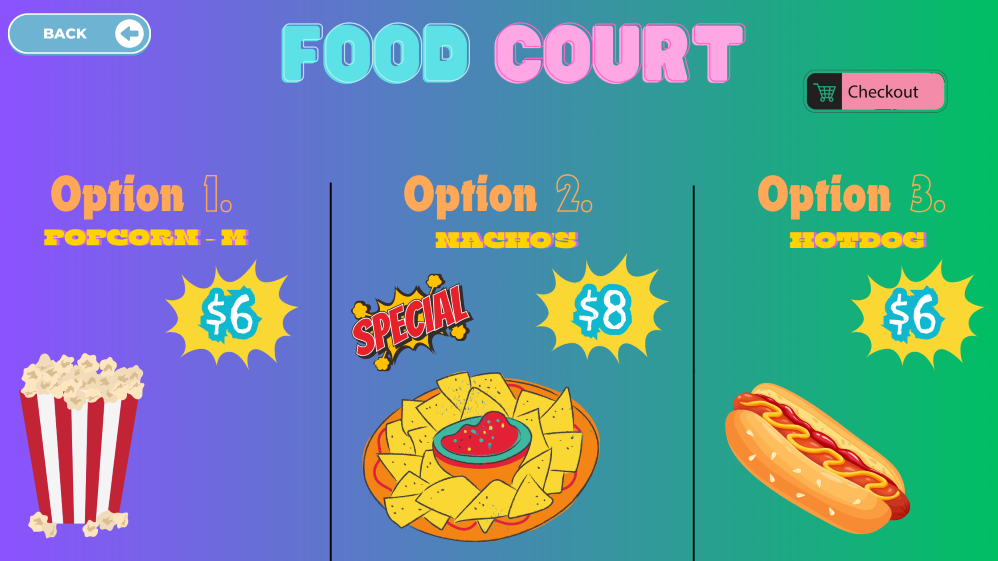 BACK
FOOD COURT
Checkout
Option 1.
POPCORN - M
$6
Option 2.
NACHO'S
SPECIAL
$8
Option 3.
HOTDOG
$6